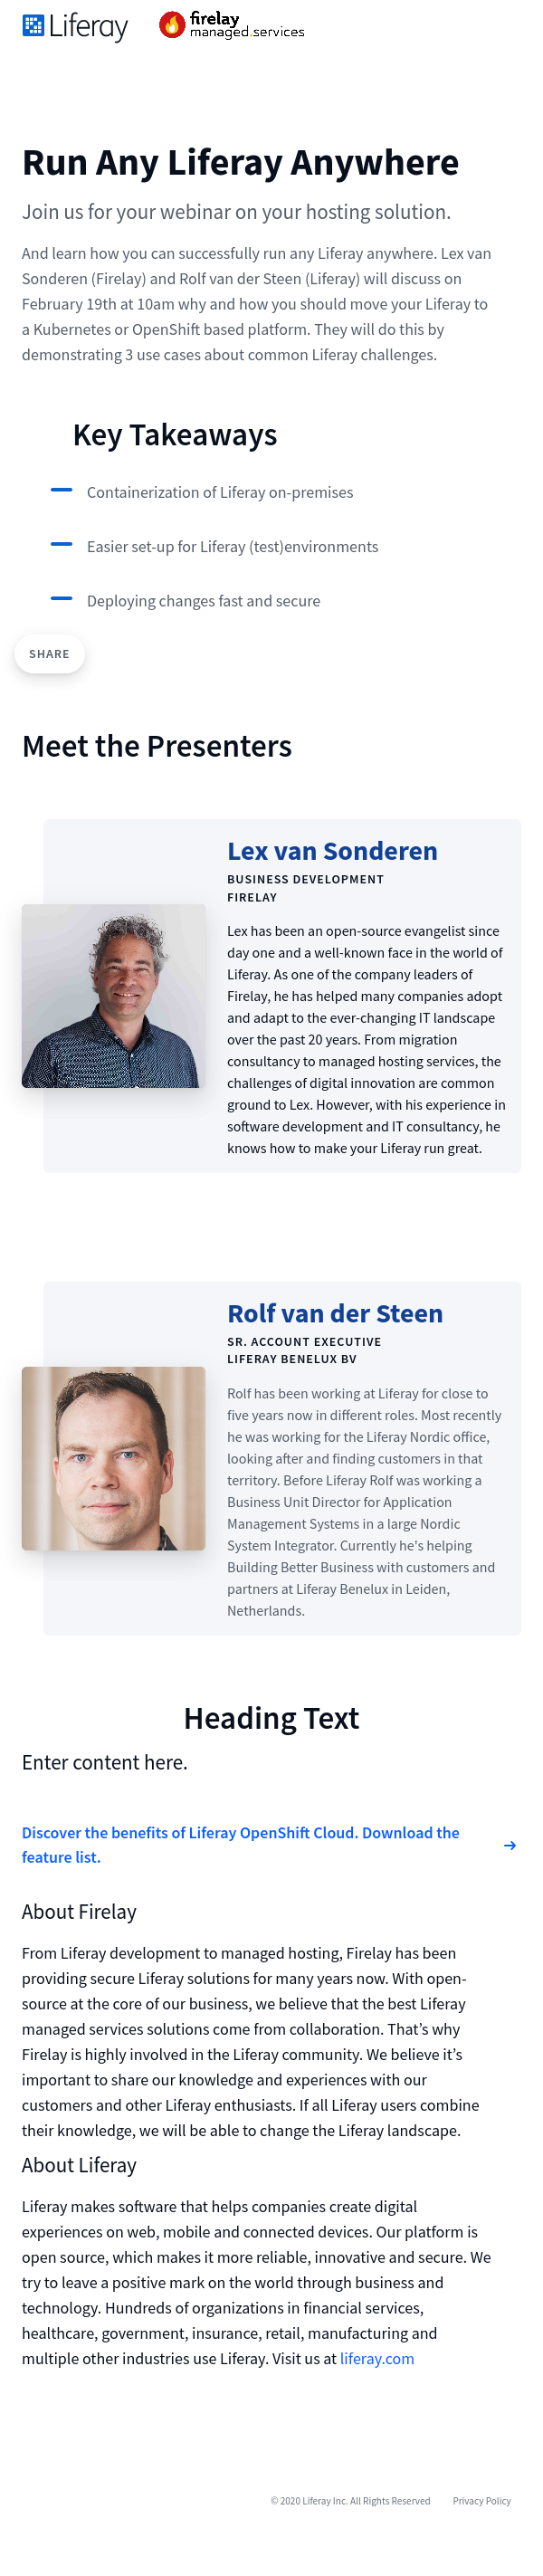 Liferay
firelay
managed.services
Run Any Liferay Anywhere
Join us for your webinar on your hosting solution.
And learn how you can successfully run any Liferay anywhere. Lex van
Sonderen (Firelay) and Rolf van der Steen (Liferay) will discuss on
February 19th at 10am why and how you should move your Liferay to
a Kubernetes or OpenShift based platform. They will do this by
demonstrating 3 use cases about common Liferay challenges.
Key Takeaways
Containerization of Liferay on-premises
Easier set-up for Liferay (test)environments
Deploying changes fast and secure
SHARE
Meet the Presenters
Lex van Sonderen
BUSINESS DEVELOPMENT
FIRELAY
Lex has been an open-source evangelist since
day one and a well-known face in the world of
Liferay. As one of the company leaders of
Firelay, he has helped many companies adopt
and adapt to the ever-changing IT landscape
over the past 20 years. From migration
consultancy to managed hosting services, the
challenges of digital innovation are common
ground to Lex. However, with his experience in
software development and IT consultancy, he
knows how to make your Liferay run great.
Rolf van der Steen
SR. ACCOUNT EXECUTIVE
LIFERAY BENELUX BV
Rolf has been working at Liferay for close to
five years now in different roles. Most recently
he was working for the Liferay Nordic office,
looking after and finding customers in that
territory. Before Liferay Rolf was working a
Business Unit Director for Application
Management Systems in a large Nordic
System Integrator. Currently he's helping
Building Better Business with customers and
partners at Liferay Benelux in Leiden,
Netherlands.
Heading Text
Enter content here.
Discover the benefits of Liferay OpenShift Cloud. Download the
feature list.
About Firelay
From Liferay development to managed hosting, Firelay has been
providing secure Liferay solutions for many years now. With open-
source at the core of our business, we believe that the best Liferay
managed services solutions come from collaboration. That’s why
Firelay is highly involved in the Liferay community. We believe it’s
important to share our knowledge and experiences with our
customers and other Liferay enthusiasts. If all Liferay users combine
their knowledge, we will be able to change the Liferay landscape.
About Liferay
Liferay makes software that helps companies create digital
experiences on web, mobile and connected devices. Our platform is
open source, which makes it more reliable, innovative and secure. We
try to leave a positive mark on the world through business and
technology. Hundreds of organizations in financial services,
healthcare, government, insurance, retail, manufacturing and
multiple other industries use Liferay. Visit us at liferay.com
© 2020 Liferay Inc. All Rights Reserved Privacy Policy